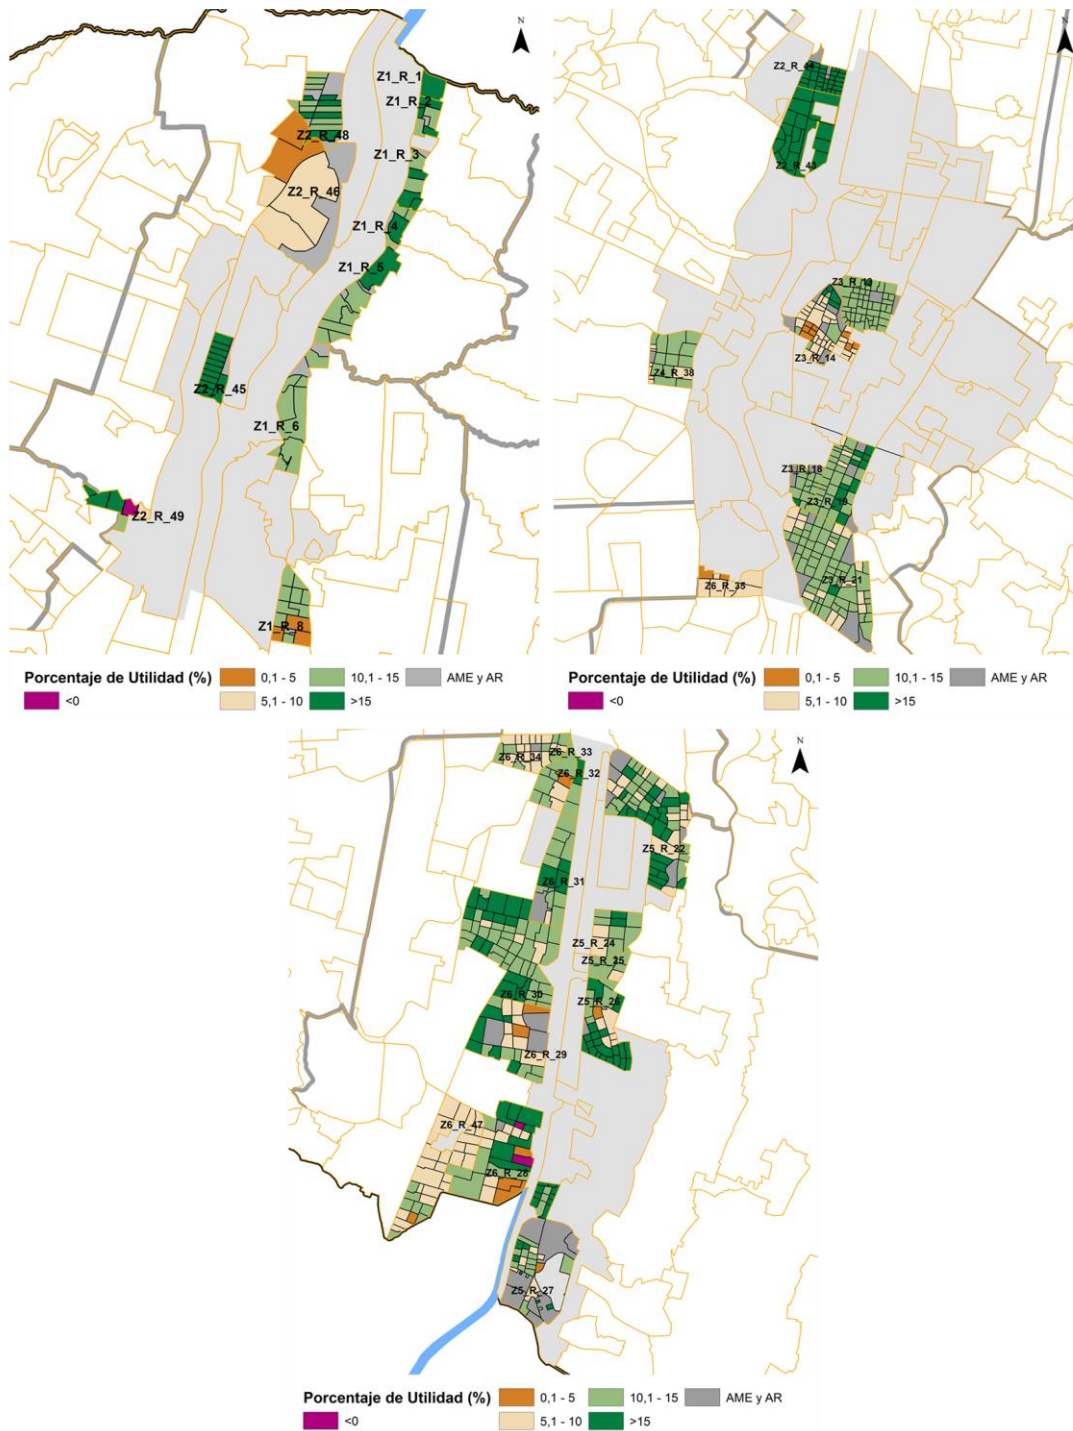 N
Z1_R_1
Z1_R_2
Z2_R_48
Z1_R_3
Z2_R_46
Z1_R_4
Z1_R_5
Z2_R_45
Z1_R_6
Z2_R_49
Z1_R_8
Porcentaje de Utilidad (%)
0,1 - 5
10,1 - 15
AME y AR
<0
5,1 - 10
>15
N
Z2_R_44
Z2_R_43
Z3_R_13
Z3_R_14
Z4_R_38
Z3_R_18
Z3_R_19
Z3_R_21
Z6_R_35
Porcentaje de Utilidad (%)
0,1 - 5
10,1 - 15
AME y AR
<0
5,1 - 10
>15
N
Z6_R_33
Z6_R_34
Z6_R_32
Z5_R_22
Z6_R_31
Z5_R_24
Z5_R_25
Z6_R_30
Z5_R_26
Z6_R_29
Z6_R_47
Z6_R_28
Z5_R_27
Porcentaje de Utilidad (%)
0,1 - 5
10,1 - 15
AME y AR
<0
5,1 - 10
>15